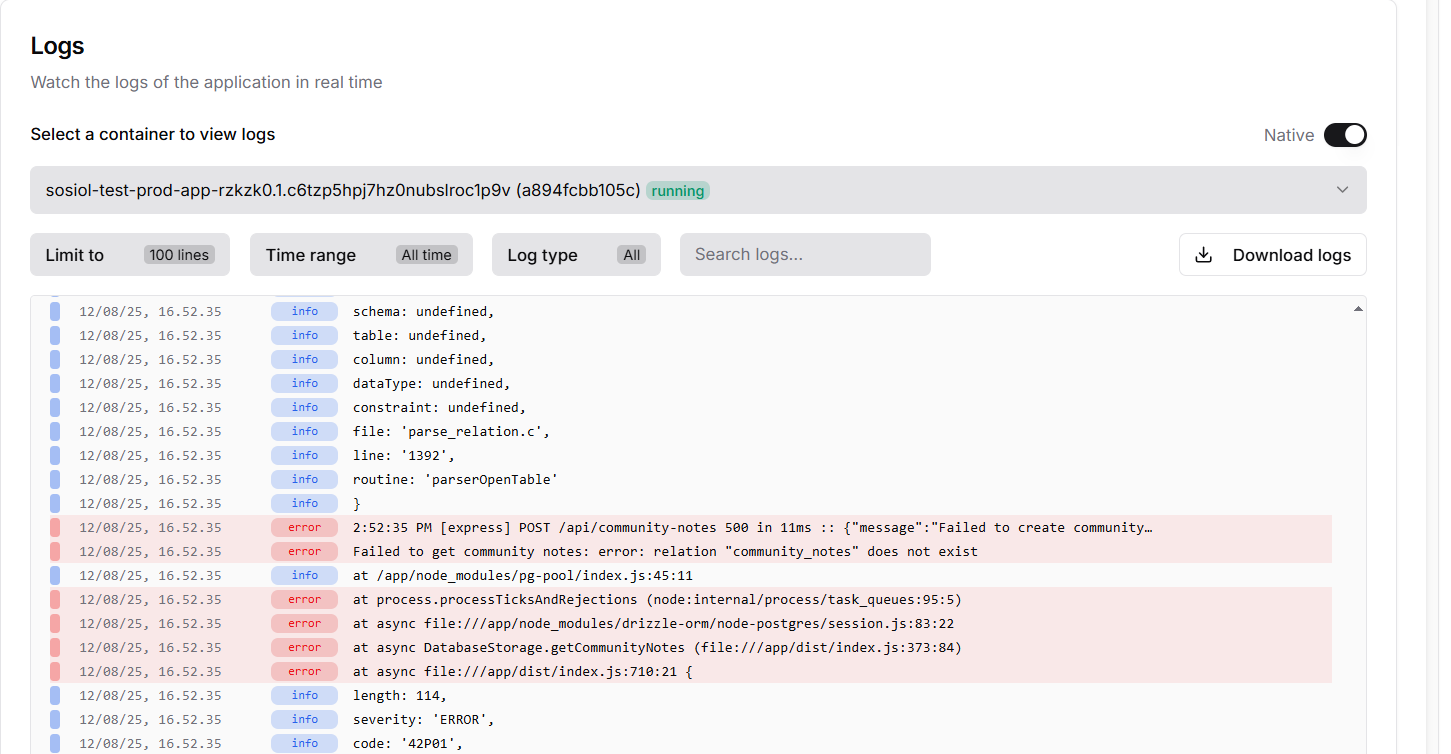 Logs
Watch the logs of the application in real time
Select a container to view logs
Native
sosiol-test-prod-app-rzkzk0.1.c6tzp5hpj7hz0nubslroc1p9v (a894fcbb105c) running
Limit to 100 lines Time range All time Log type All Search logs... Download logs
12/08/25, 16.52.35 info schema: undefined,
12/08/25, 16.52.35 info table: undefined,
12/08/25, 16.52.35 info column: undefined,
12/08/25, 16.52.35 info dataType: undefined,
12/08/25, 16.52.35 info constraint: undefined,
12/08/25, 16.52.35 info file: 'parse_relation.c',
12/08/25, 16.52.35 info line: '1392',
12/08/25, 16.52.35 info routine: 'parserOpenTable'
12/08/25, 16.52.35 info }
12/08/25, 16.52.35 error 2:52:35 PM [express] POST /api/community-notes 500 in 11ms :: {"message":"Failed to create community…
12/08/25, 16.52.35 error Failed to get community notes: error: relation "community_notes" does not exist
12/08/25, 16.52.35 info at /app/node_modules/pg-pool/index.js:45:11
12/08/25, 16.52.35 error at process.processTicksAndRejections (node:internal/process/task_queues:95:5)
12/08/25, 16.52.35 error at async file:///app/node_modules/drizzle-orm/node-postgres/session.js:83:22
12/08/25, 16.52.35 error at async DatabaseStorage.getCommunityNotes (file:///app/dist/index.js:373:84)
12/08/25, 16.52.35 error at async file:///app/dist/index.js:710:21 {
12/08/25, 16.52.35 info length: 114,
12/08/25, 16.52.35 info severity: 'ERROR',
12/08/25, 16.52.35 info code: '42P01',